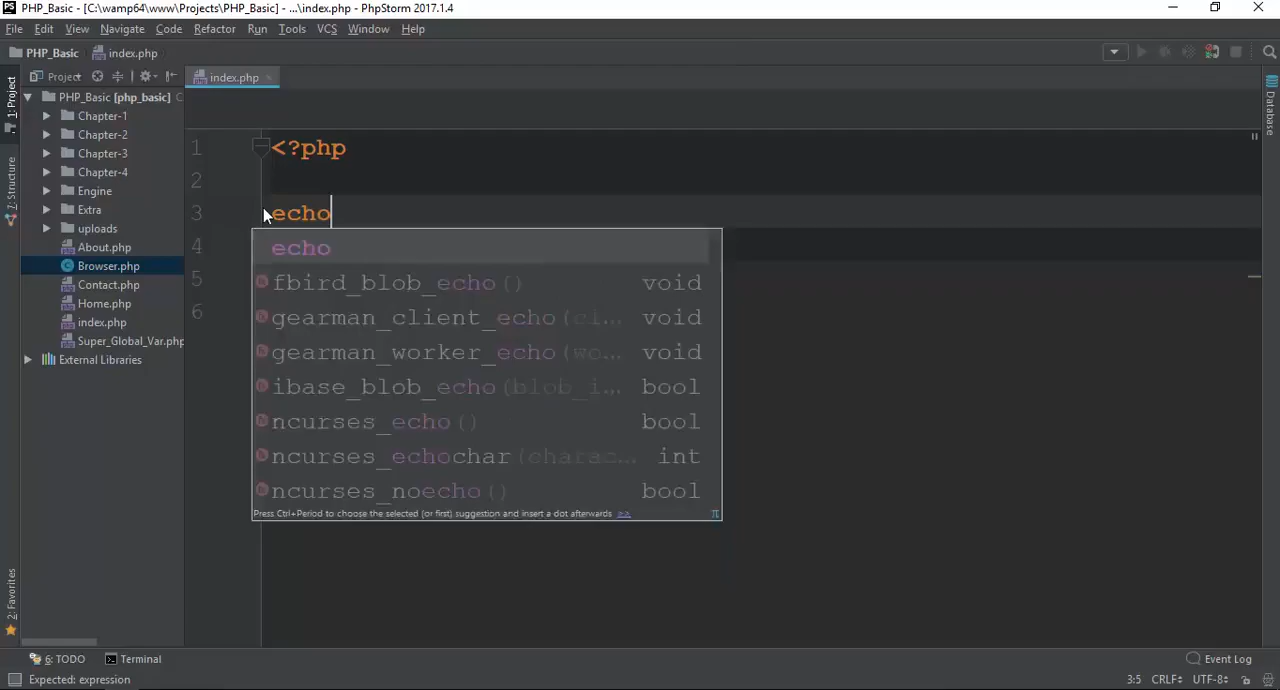 PHP_Basic - [C:\wamp64\www\Projects\PHP_Basic] - ...\index.php - PhpStorm 2017.1.4
File Edit View Navigate Code Refactor Run Tools VCS Window Help
PHP_Basic index.php
Project index.php
PHP_Basic [php_basic] C
Chapter-1
Chapter-2
Chapter-3
Chapter-4
Engine
Extra
uploads
About.php
Browser.php
Contact.php
Home.php
index.php
Super_Global_Var.php
External Libraries
1: Project
7: Structure
2: Favorites
1 <?php
2
3 echo
4
5
6
echo
fbird_blob_echo() void
gearman_client_echo(cli... void
gearman_worker_echo(wo... void
ibase_blob_echo(blob_i... bool
ncurses_echo() bool
ncurses_echochar(charac... int
ncurses_noecho() bool
Press Ctrl+Period to choose the selected (or first) suggestion and insert a dot afterwards >> π
Database
6: TODO Terminal Event Log
Expected: expression 3:5 CRLF UTF-8